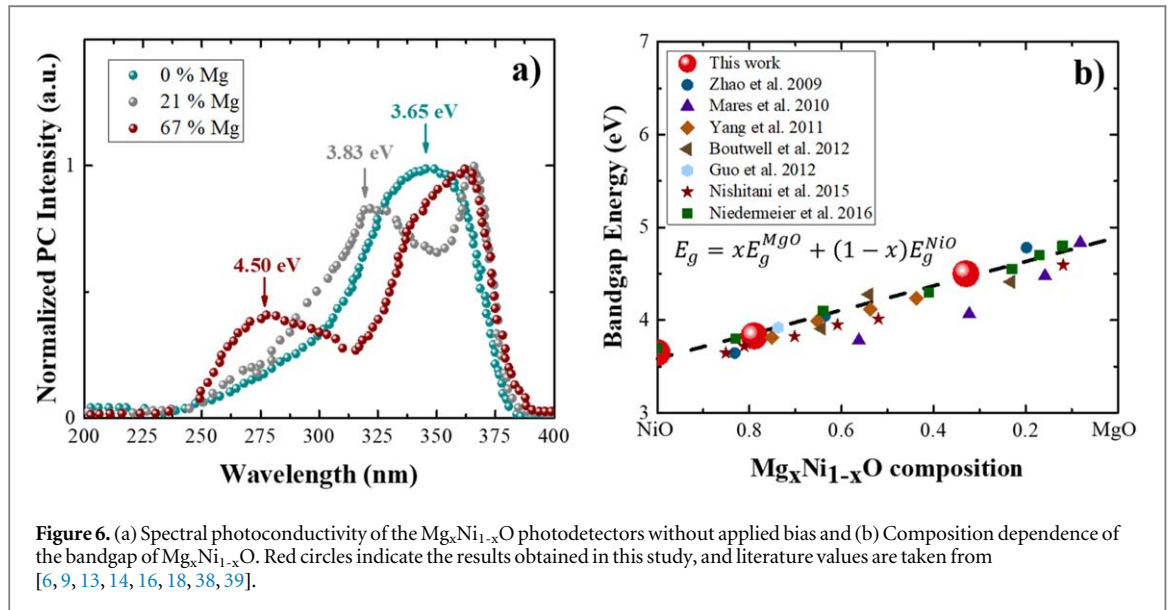 a)
0 % Mg
21 % Mg
67 % Mg
3.65 eV
3.83 eV
4.50 eV
Normalized PC Intensity (a.u.)
1
0
200 225 250 275 300 325 350 375 400
Wavelength (nm)
b)
This work
Zhao et al. 2009
Mares et al. 2010
Yang et al. 2011
Boutwell et al. 2012
Guo et al. 2012
Nishitani et al. 2015
Niedermeier et al. 2016
E_g = xE_g^{MgO} + (1 − x)E_g^{NiO}
Bandgap Energy (eV)
7
6
5
4
3
NiO 0.8 0.6 0.4 0.2 MgO
MgxNi1-xO composition
Figure 6. (a) Spectral photoconductivity of the MgxNi1-xO photodetectors without applied bias and (b) Composition dependence of
the bandgap of MgxNi1-xO. Red circles indicate the results obtained in this study, and literature values are taken from
[6, 9, 13, 14, 16, 18, 38, 39].